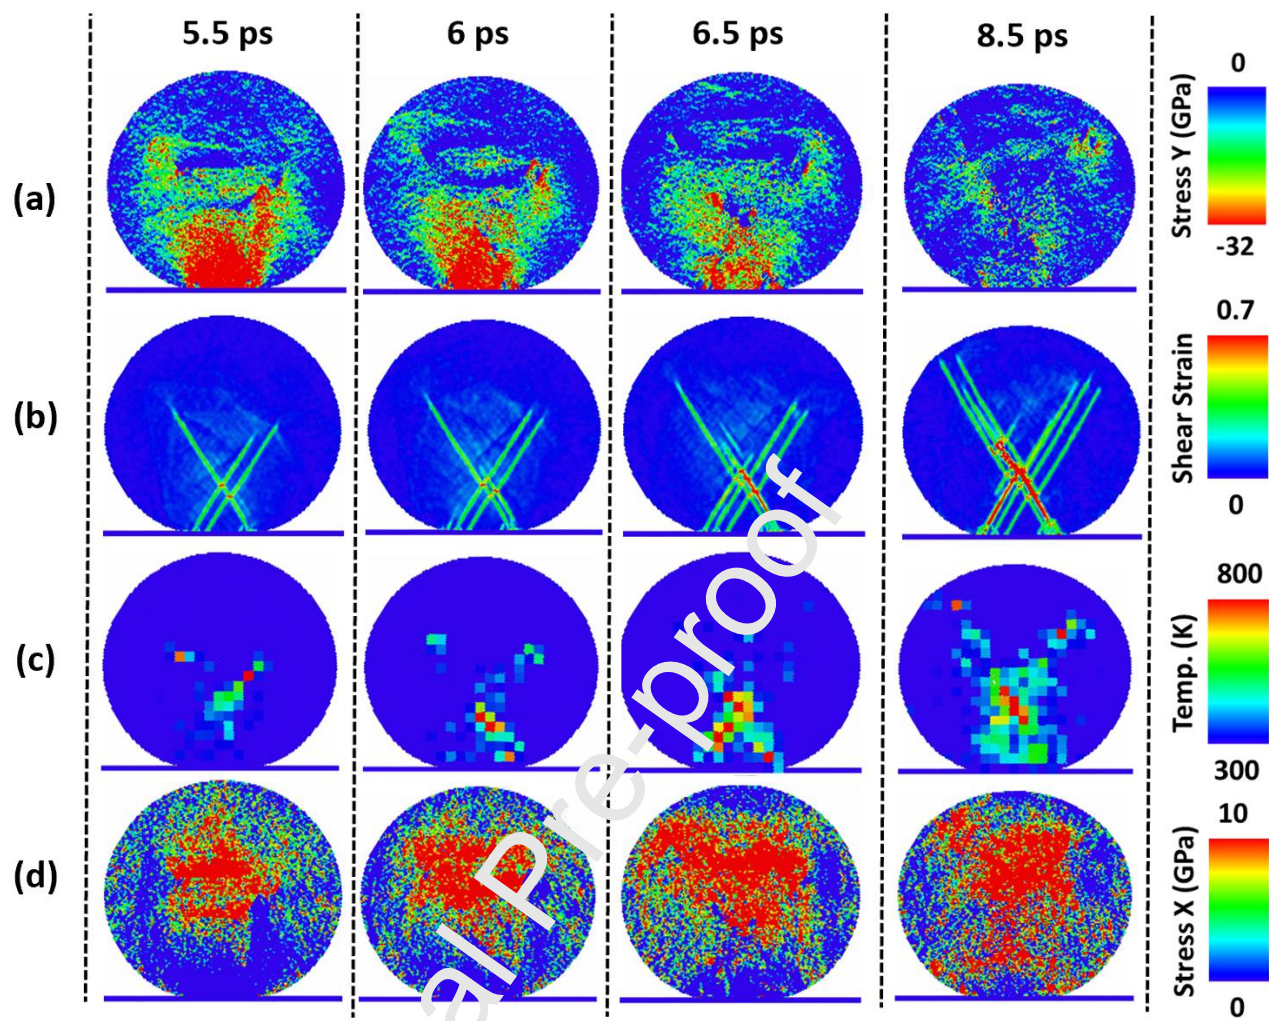 5.5 ps
6 ps
6.5 ps
8.5 ps
(a)
Stress Y (GPa)
0
-32
(b)
Shear Strain
0.7
0
(c)
Temp. (K)
800
300
(d)
Stress X (GPa)
10
0
al Pre-proof